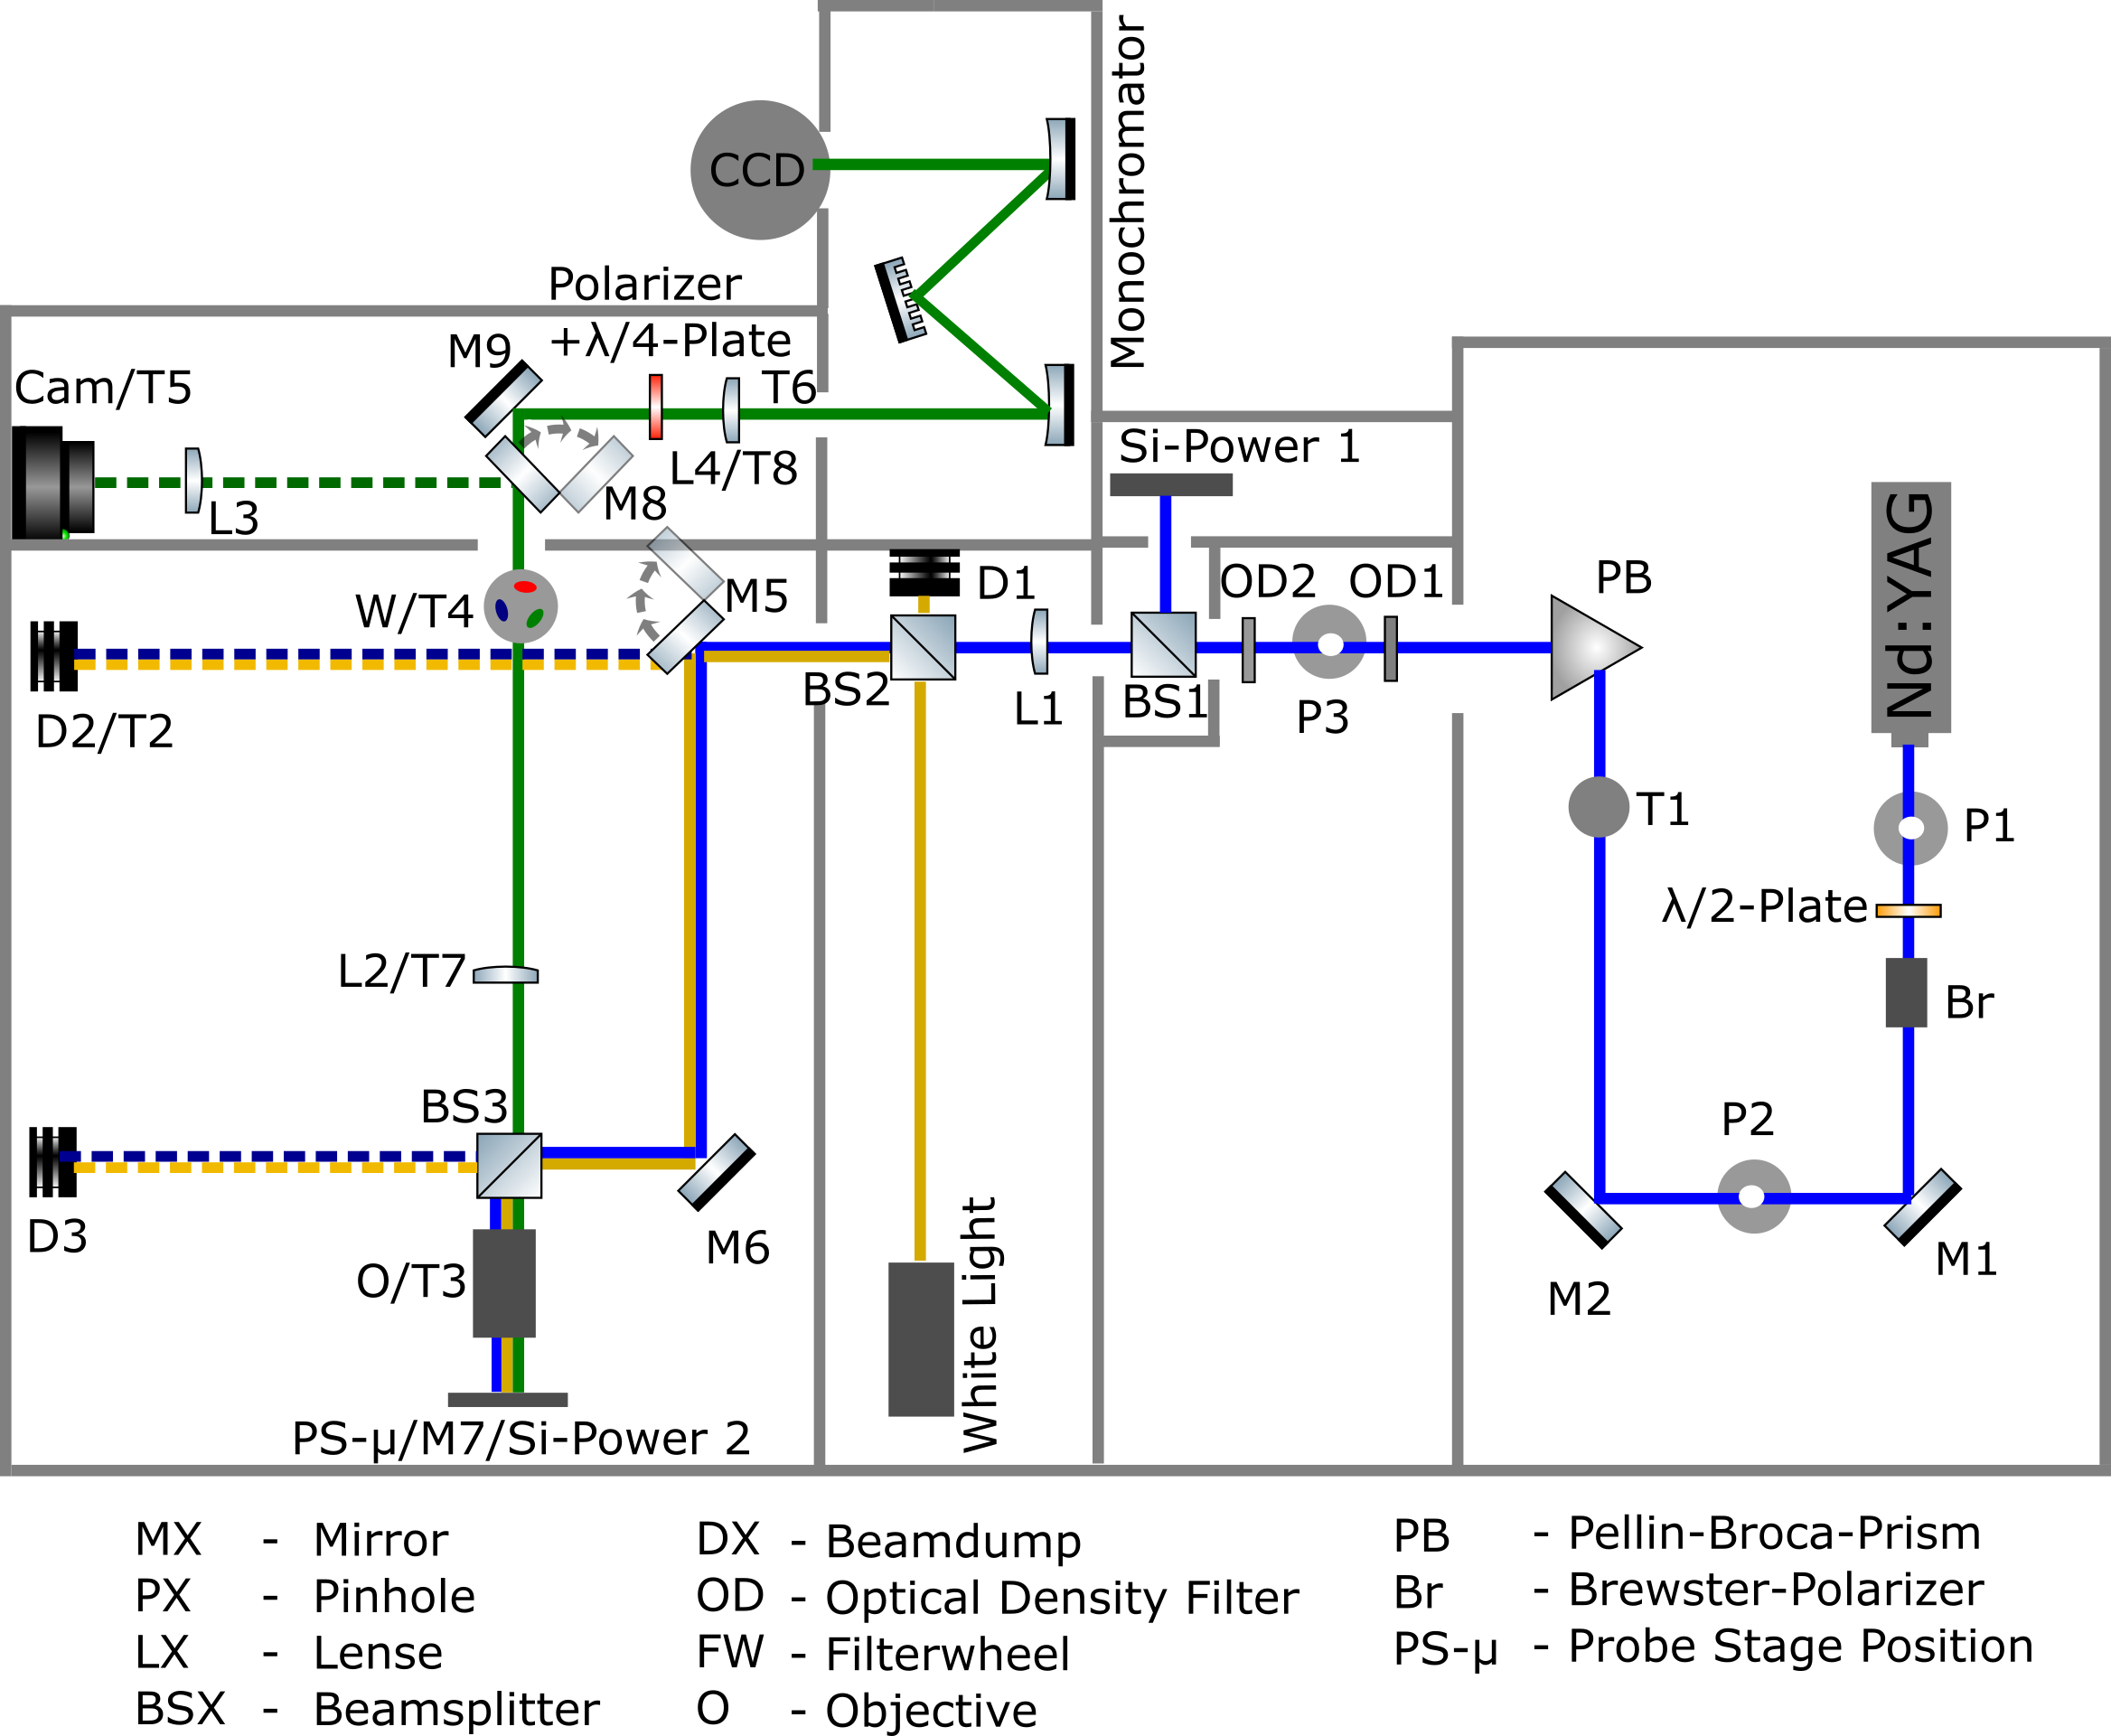 CCD
Monochromator
Polarizer
+λ/4-Plate
M9
T6
Cam/T5
L3
M8
L4/T8
Si-Power 1
Nd:YAG
W/T4
M5
D1
OD2
OD1
PB
D2/T2
BS2
L1
BS1
P3
T1
P1
λ/2-Plate
L2/T7
Br
BS3
P2
D3
M6
O/T3
White Light
M2
M1
PS-μ/M7/Si-Power 2
MX - Mirror
PX - Pinhole
LX - Lense
BSX - Beamsplitter
DX - Beamdump
OD - Optical Density Filter
FW - Filterwheel
O - Objective
PB - Pellin-Broca-Prism
Br - Brewster-Polarizer
PS-μ - Probe Stage Position